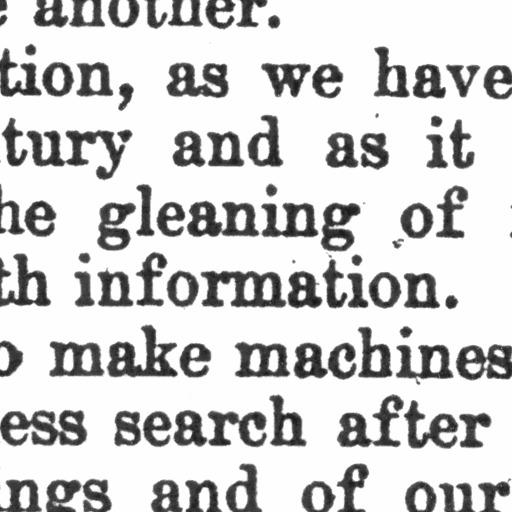 another.
tion, as we have
tury and as it
he gleaning of
th information.
o make machines
ess search after
ings and of our